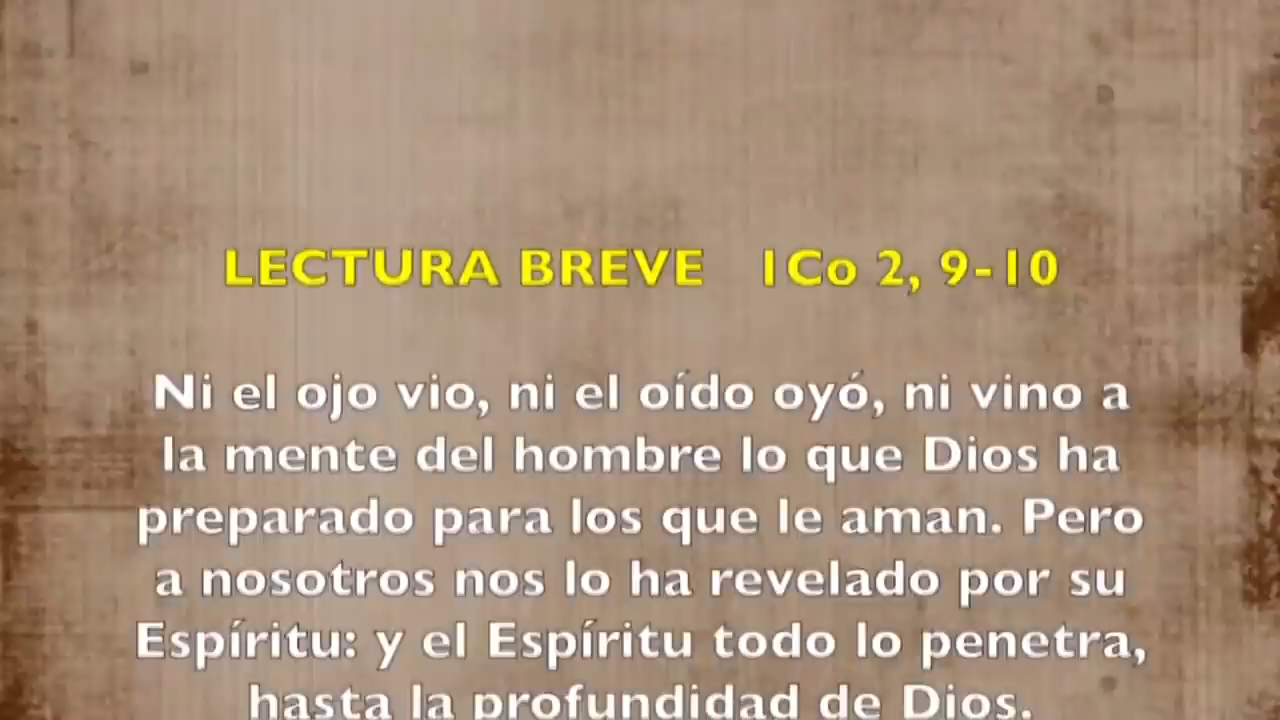 LECTURA BREVE 1Co 2, 9-10
Ni el ojo vio, ni el oído oyó, ni vino a
la mente del hombre lo que Dios ha
preparado para los que le aman. Pero
a nosotros nos lo ha revelado por su
Espíritu: y el Espíritu todo lo penetra,
hasta la profundidad de Dios.